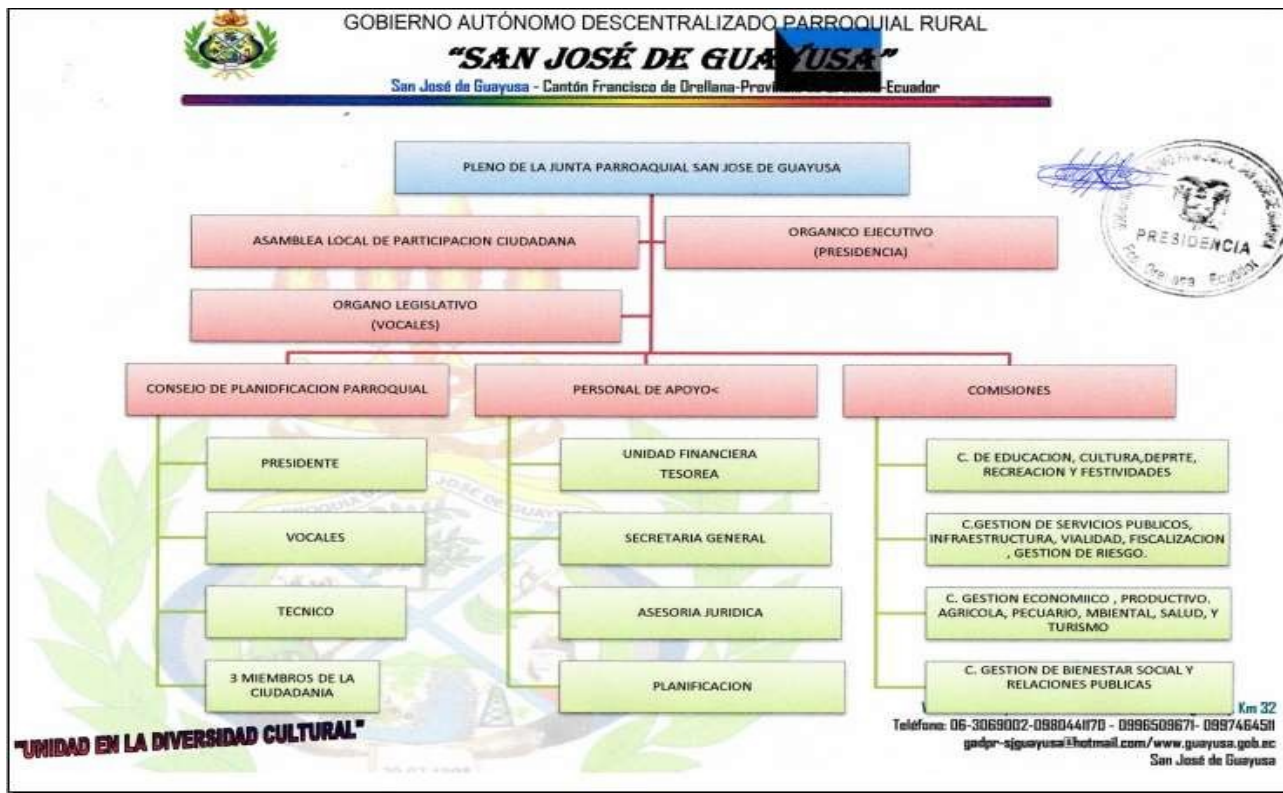 GOBIERNO AUTÓNOMO DESCENTRALIZADO PARROQUIAL RURAL
"SAN JOSÉ DE GUAYUSA"
San José de Guayusa - Cantón Francisco de Orellana-Provi -Ecuador
PLENO DE LA JUNTA PARROAQUIAL SAN JOSE DE GUAYUSA
ASAMBLEA LOCAL DE PARTICIPACION CIUDADANA
ORGANICO EJECUTIVO
(PRESIDENCIA)
PRESIDENCIA
Fco. Orellana Ecuador
ORGANO LEGISLATIVO
(VOCALES)
CONSEJO DE PLANIDFICACION PARROQUIAL
PRESIDENTE
VOCALES
TECNICO
3 MIEMBROS DE LA
CIUDADANIA
PERSONAL DE APOYO<
UNIDAD FINANCIERA
TESOREA
SECRETARIA GENERAL
ASESORIA JURIDICA
PLANIFICACION
COMISIONES
C. DE EDUCACION, CULTURA,DEPRTE,
RECREACION Y FESTIVIDADES
C.GESTION DE SERVICIOS PUBLICOS,
INFRAESTRUCTURA, VIALIDAD, FISCALIZACION
, GESTION DE RIESGO.
C. GESTION ECONOMIICO , PRODUCTIVO.
AGRICOLA, PECUARIO, MBIENTAL, SALUD, Y
TURISMO
C. GESTION DE BIENESTAR SOCIAL Y
RELACIONES PUBLICAS
"UNIDAD EN LA DIVERSIDAD CULTURAL"
Km 32
Teléfono: 06-3069002-0980441170 - 0996509671- 0997464511
gadpr-sjguayusa@hotmail.com/www.guayusa.gob.ec
San José de Guayusa